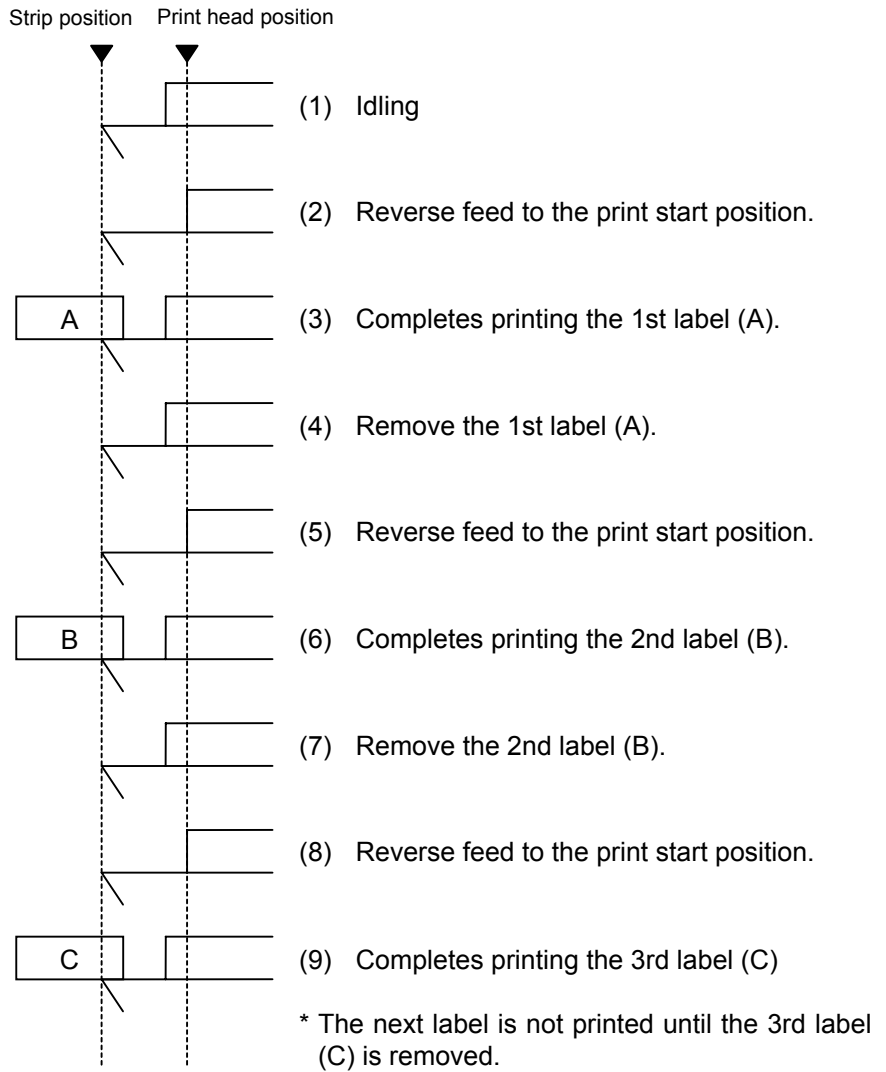 Strip position Print head position
(1) Idling
(2) Reverse feed to the print start position.
A (3) Completes printing the 1st label (A).
(4) Remove the 1st label (A).
(5) Reverse feed to the print start position.
B (6) Completes printing the 2nd label (B).
(7) Remove the 2nd label (B).
(8) Reverse feed to the print start position.
C (9) Completes printing the 3rd label (C)
* The next label is not printed until the 3rd label
(C) is removed.